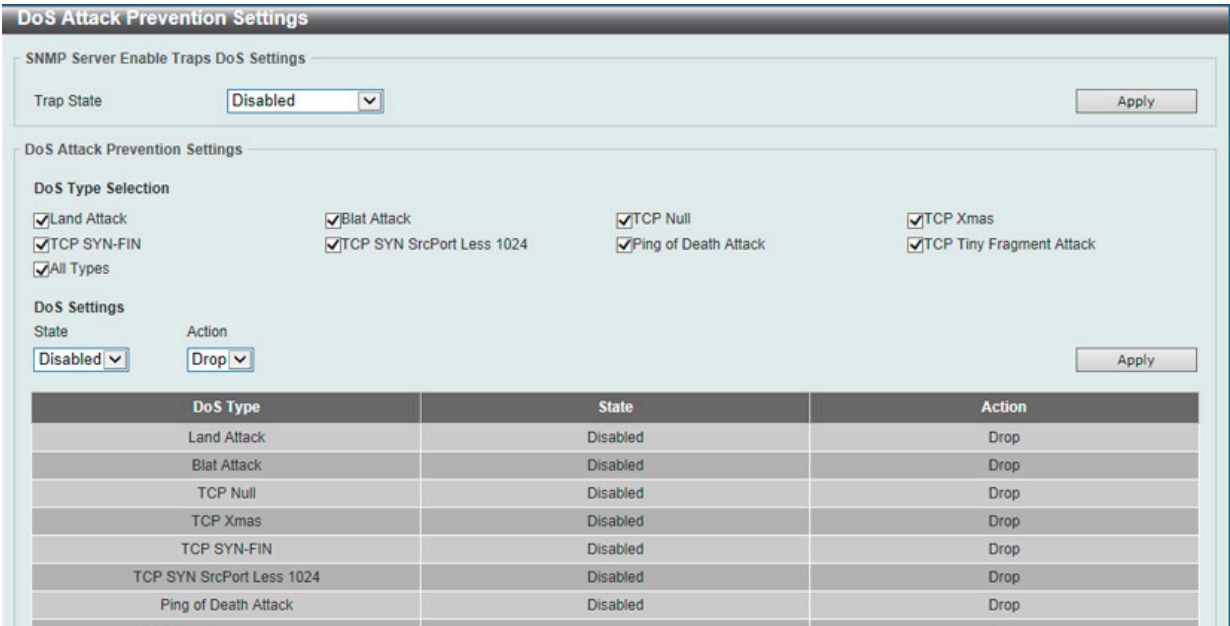 DoS Attack Prevention Settings
SNMP Server Enable Traps DoS Settings
Trap State Disabled Apply
DoS Attack Prevention Settings
DoS Type Selection
Land Attack Blat Attack TCP Null TCP Xmas
TCP SYN-FIN TCP SYN SrcPort Less 1024 Ping of Death Attack TCP Tiny Fragment Attack
All Types
DoS Settings
State Action
Disabled Drop Apply
DoS Type State Action
Land Attack Disabled Drop
Blat Attack Disabled Drop
TCP Null Disabled Drop
TCP Xmas Disabled Drop
TCP SYN-FIN Disabled Drop
TCP SYN SrcPort Less 1024 Disabled Drop
Ping of Death Attack Disabled Drop